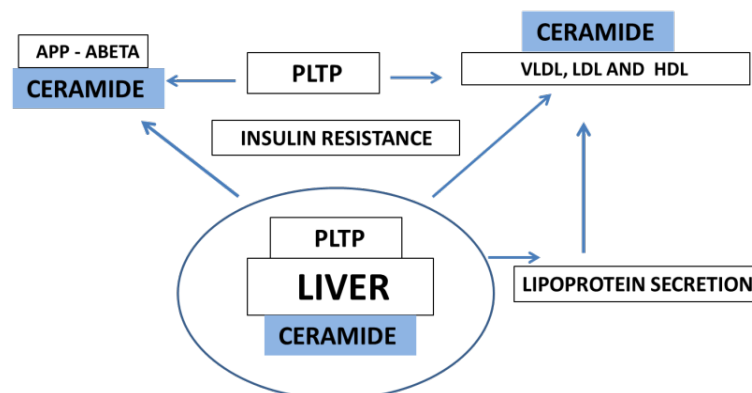 APP - ABETA
CERAMIDE
PLTP
CERAMIDE
VLDL, LDL AND HDL
INSULIN RESISTANCE
PLTP
LIVER
CERAMIDE
LIPOPROTEIN SECRETION